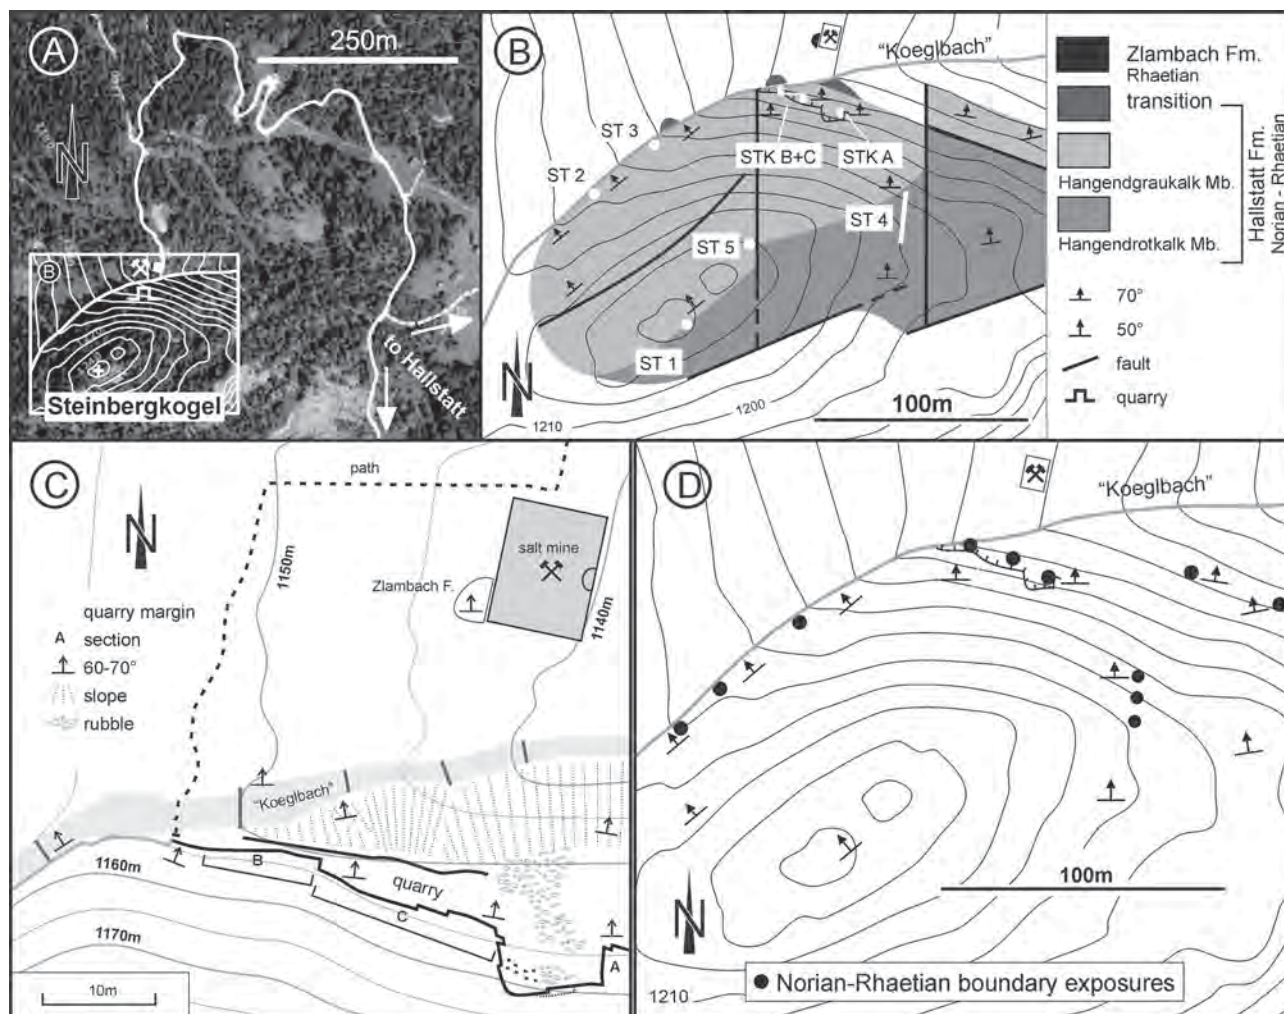 A
250m
N
B
Steinbergkogel
to Hallstatt
B
"Koeglbach"
ST 3
ST 2
STK B+C
STK A
ST 4
ST 5
ST 1
N
1200
1210
100m
Zlambach Fm.
Rhaetian
transition
Hangendgraukalk Mb.
Hangendrotkalk Mb.
Hallstatt Fm.
Norian - Rhaetian
70°
50°
fault
quarry
C
path
N
1150m
salt mine
Zlambach F.
1140m
quarry margin
A section
60-70°
slope
rubble
"Koeglbach"
1160m
B
quarry
C
1170m
A
10m
D
"Koeglbach"
N
100m
1210
Norian-Rhaetian boundary exposures